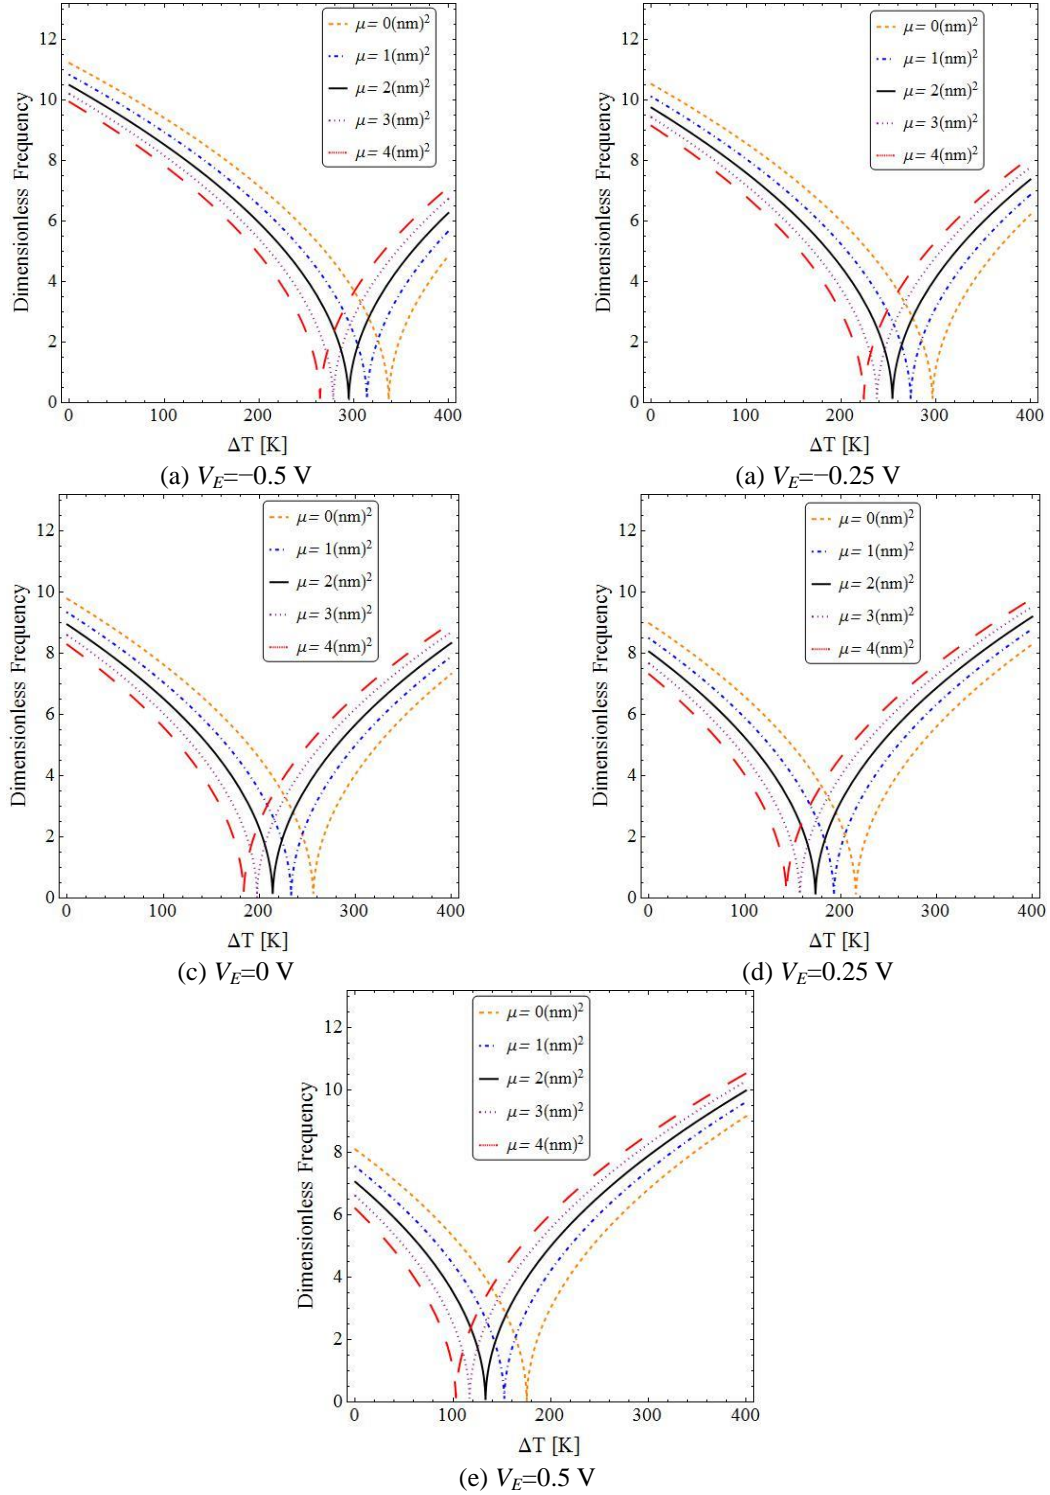 12
10
8
6
4
2
0
Dimensionless Frequency
μ= 0(nm)²
μ= 1(nm)²
μ= 2(nm)²
μ= 3(nm)²
μ= 4(nm)²
0 100 200 300 400
ΔT [K]
(a) V_E=−0.5 V
12
10
8
6
4
2
0
Dimensionless Frequency
μ= 0(nm)²
μ= 1(nm)²
μ= 2(nm)²
μ= 3(nm)²
μ= 4(nm)²
0 100 200 300 400
ΔT [K]
(a) V_E=−0.25 V
12
10
8
6
4
2
0
Dimensionless Frequency
μ= 0(nm)²
μ= 1(nm)²
μ= 2(nm)²
μ= 3(nm)²
μ= 4(nm)²
0 100 200 300 400
ΔT [K]
(c) V_E=0 V
12
10
8
6
4
2
0
Dimensionless Frequency
μ= 0(nm)²
μ= 1(nm)²
μ= 2(nm)²
μ= 3(nm)²
μ= 4(nm)²
0 100 200 300 400
ΔT [K]
(d) V_E=0.25 V
12
10
8
6
4
2
0
Dimensionless Frequency
μ= 0(nm)²
μ= 1(nm)²
μ= 2(nm)²
μ= 3(nm)²
μ= 4(nm)²
0 100 200 300 400
ΔT [K]
(e) V_E=0.5 V